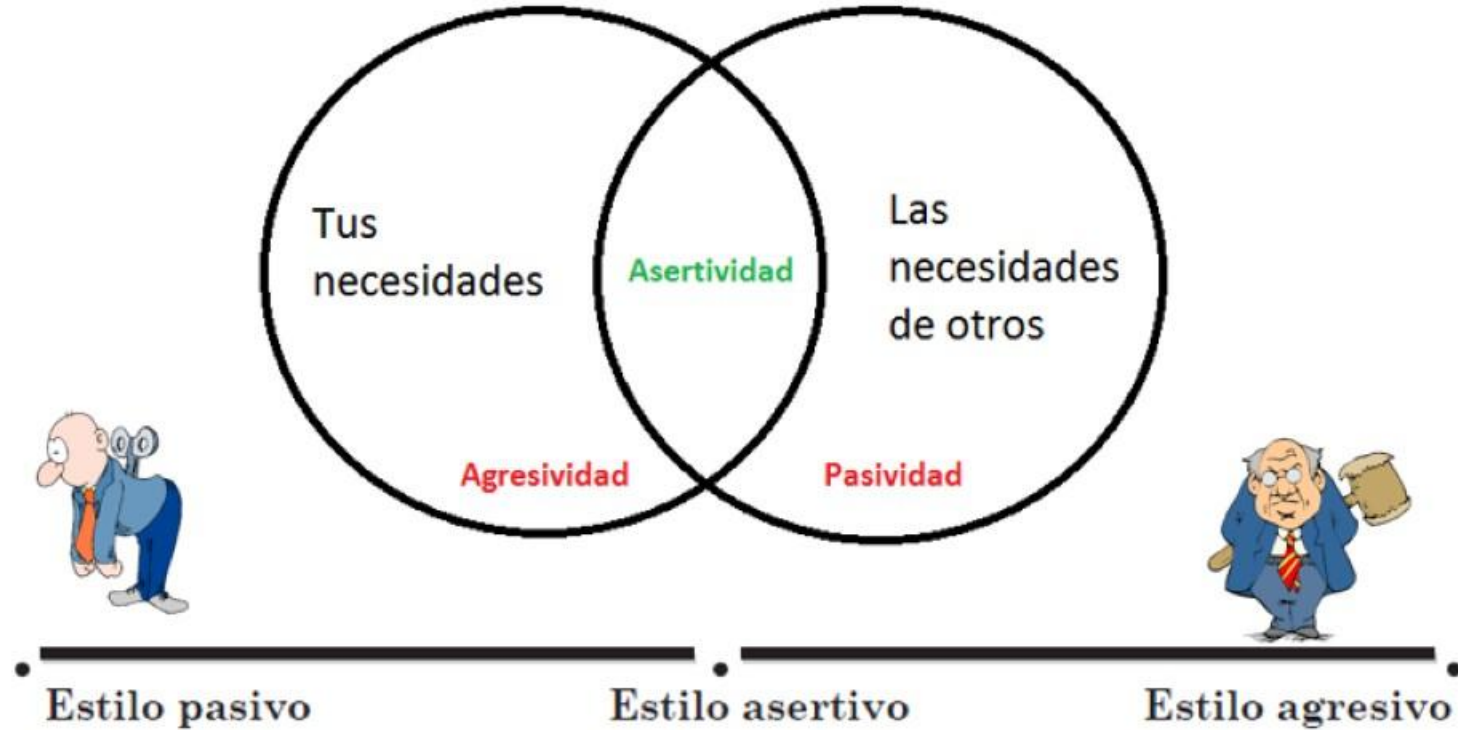 Tus
necesidades
Asertividad
Las
necesidades
de otros
Agresividad
Pasividad
Estilo pasivo
Estilo asertivo
Estilo agresivo